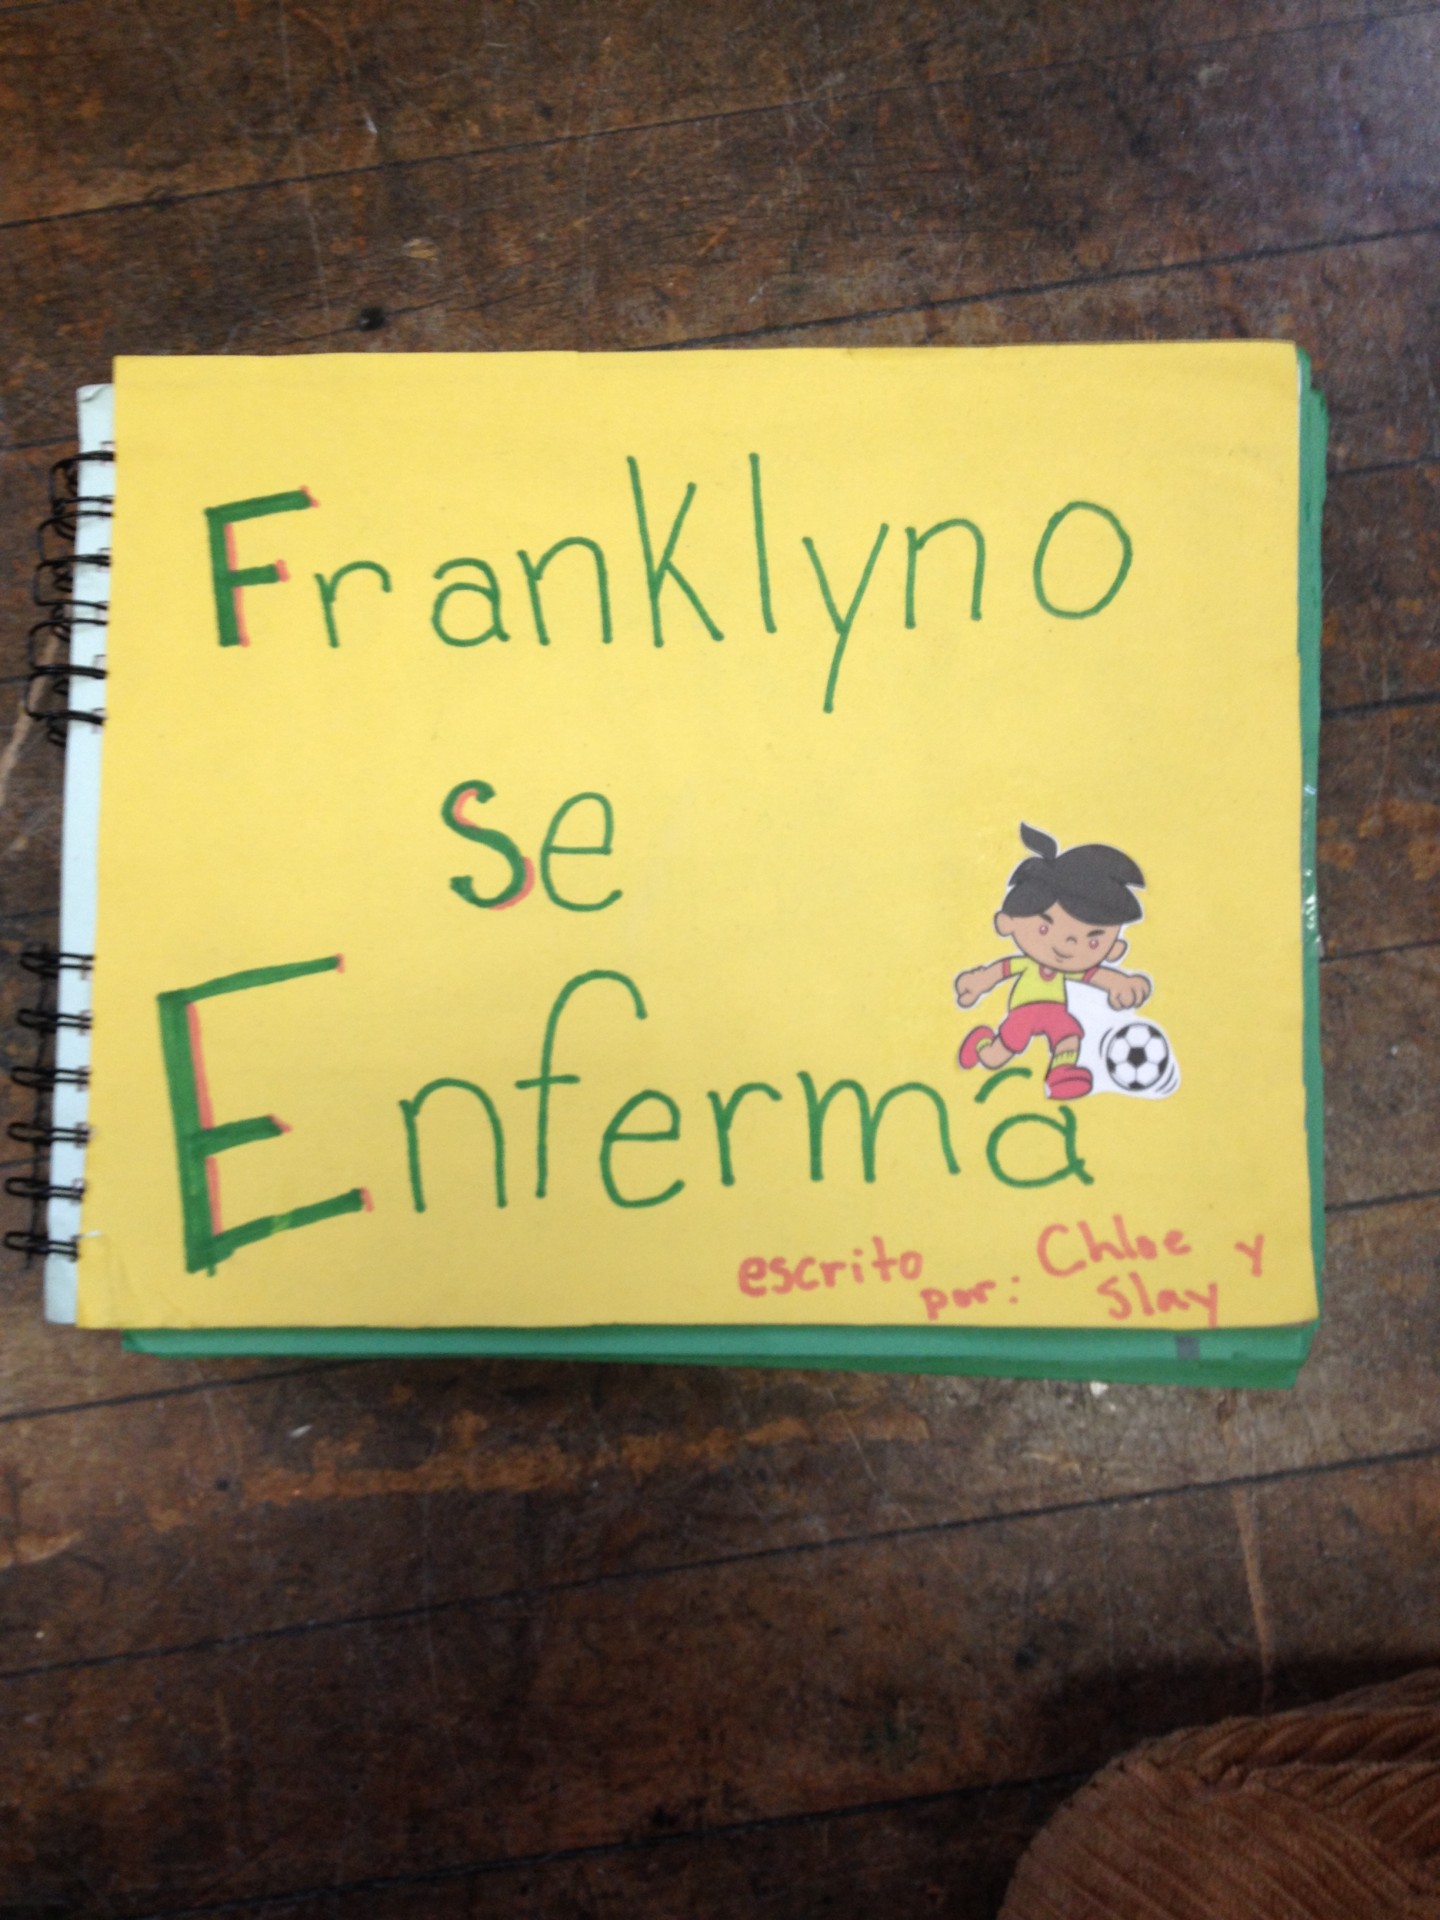 Franklyno
se
Enferma
escrito por: Chloe y
Slay